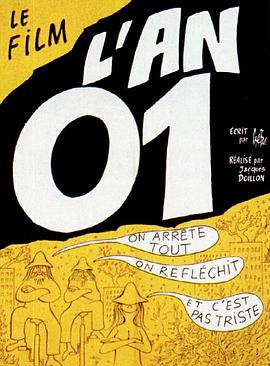 LE
FILM
L'AN
01
ÉCRIT
par Gébé
RÉALISÉ par
Jacques
DOILLON
ON ARRÊTE
TOUT
ON REFLÉCHIT
ET C'EST
PAS TRISTE